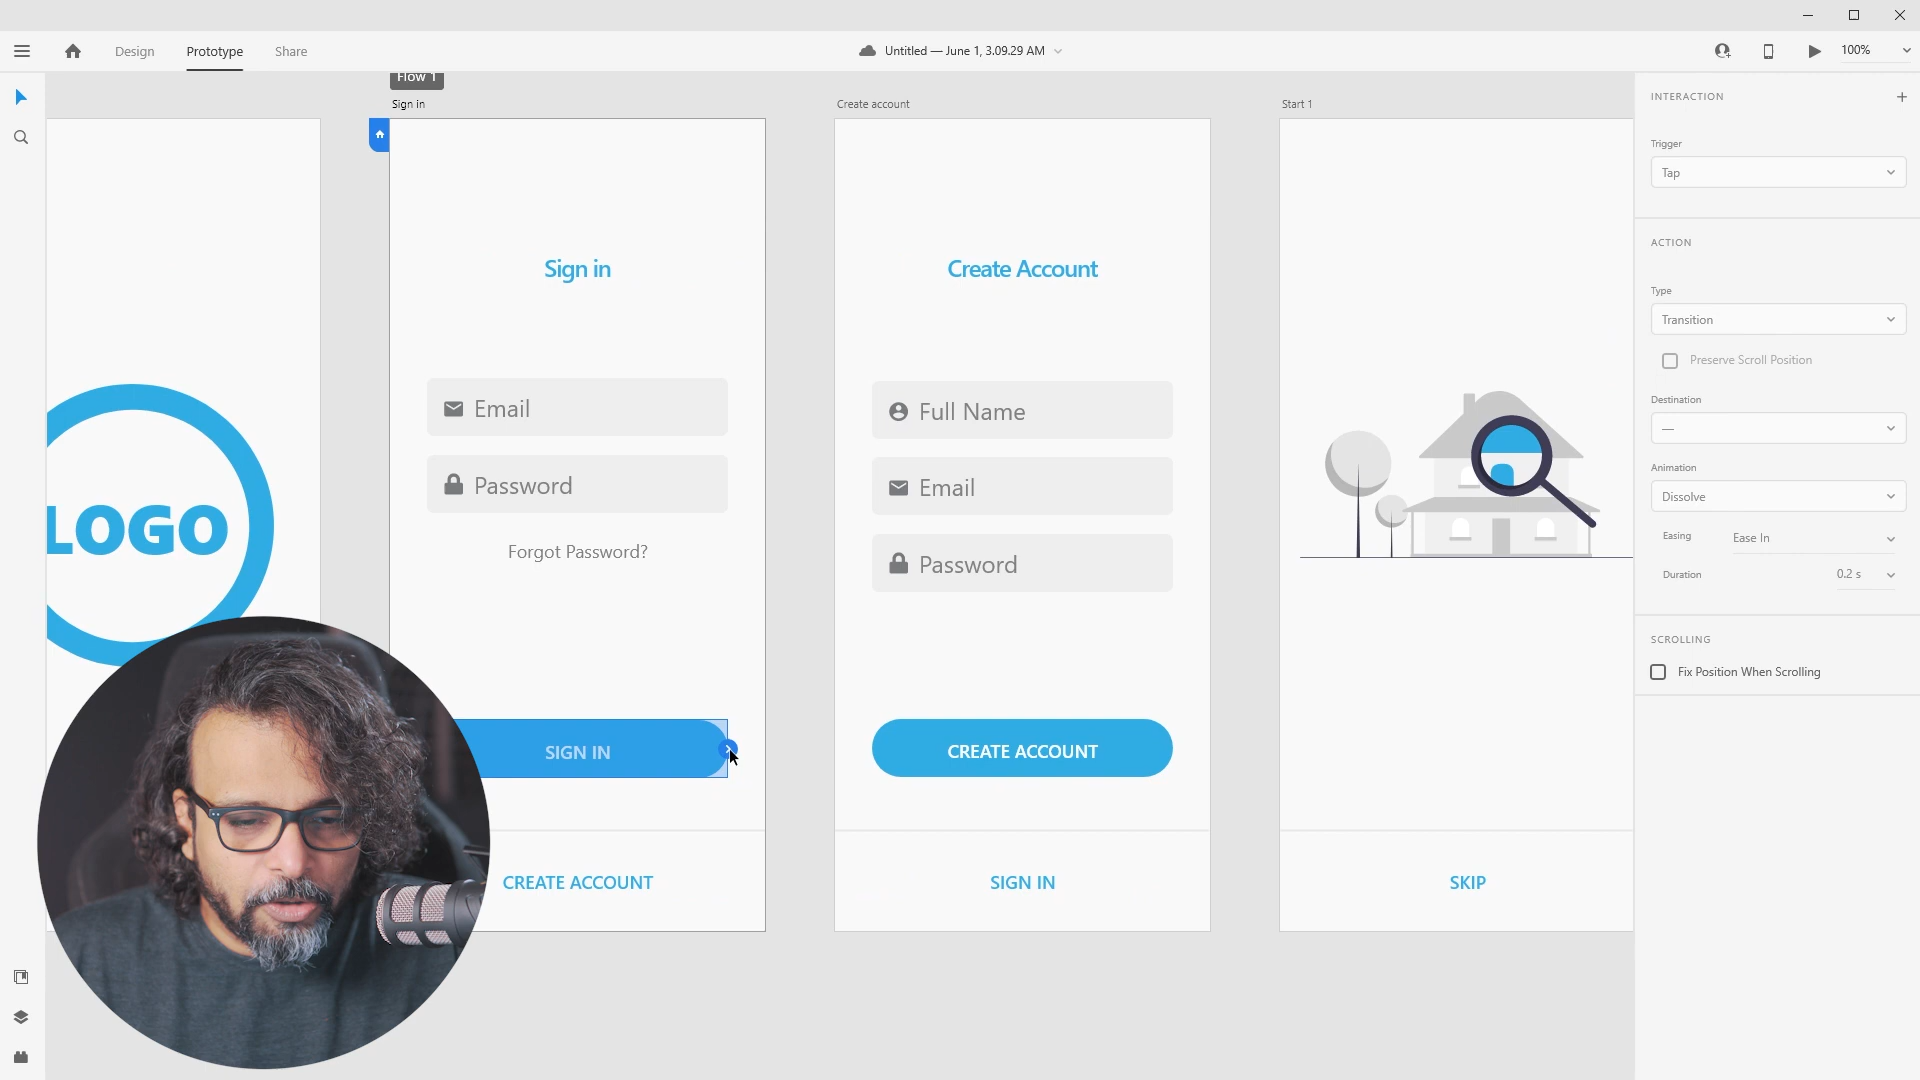 Design
Prototype
Share
Untitled — June 1, 3.09.29 AM
100%
Flow 1
Sign in
Sign in
Email
Password
Forgot Password?
SIGN IN
CREATE ACCOUNT
LOGO
Create account
Create Account
Full Name
Email
Password
CREATE ACCOUNT
SIGN IN
Start 1
SKIP
INTERACTION
Trigger
Tap
ACTION
Type
Transition
Preserve Scroll Position
Destination
—
Animation
Dissolve
Easing
Ease In
Duration
0.2 s
SCROLLING
Fix Position When Scrolling